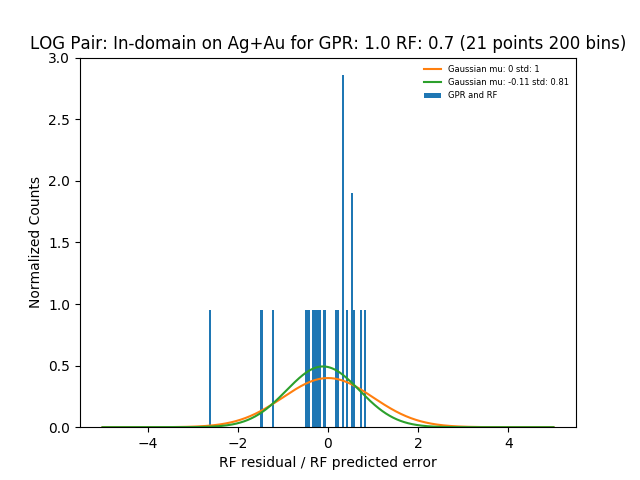 LOG Pair: In-domain on Ag+Au for GPR: 1.0 RF: 0.7 (21 points 200 bins)
Gaussian mu: 0 std: 1
Gaussian mu: -0.11 std: 0.81
GPR and RF
Normalized Counts
3.0
2.5
2.0
1.5
1.0
0.5
0.0
−4 −2 0 2 4
RF residual / RF predicted error